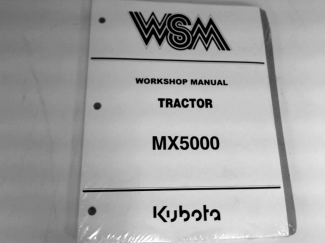 WSM
WORKSHOP MANUAL
TRACTOR
MX5000
Kubota